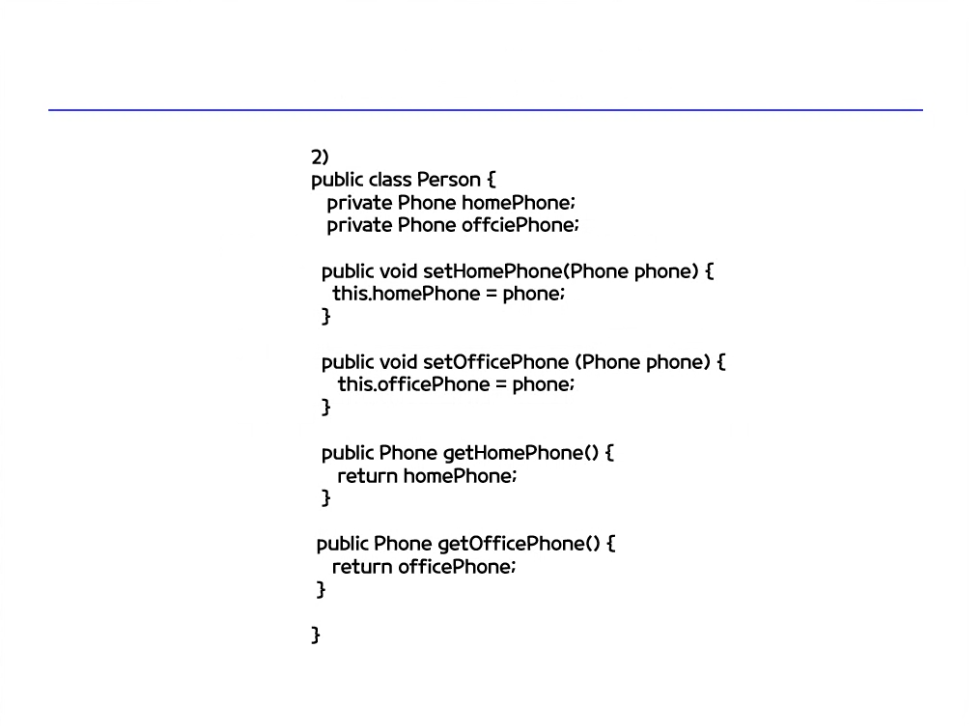 2)
public class Person {
private Phone homePhone;
private Phone offciePhone;
public void setHomePhone(Phone phone) {
this.homePhone = phone;
}
public void setOfficePhone (Phone phone) {
this.officePhone = phone;
}
public Phone getHomePhone() {
return homePhone;
}
public Phone getOfficePhone() {
return officePhone;
}
}